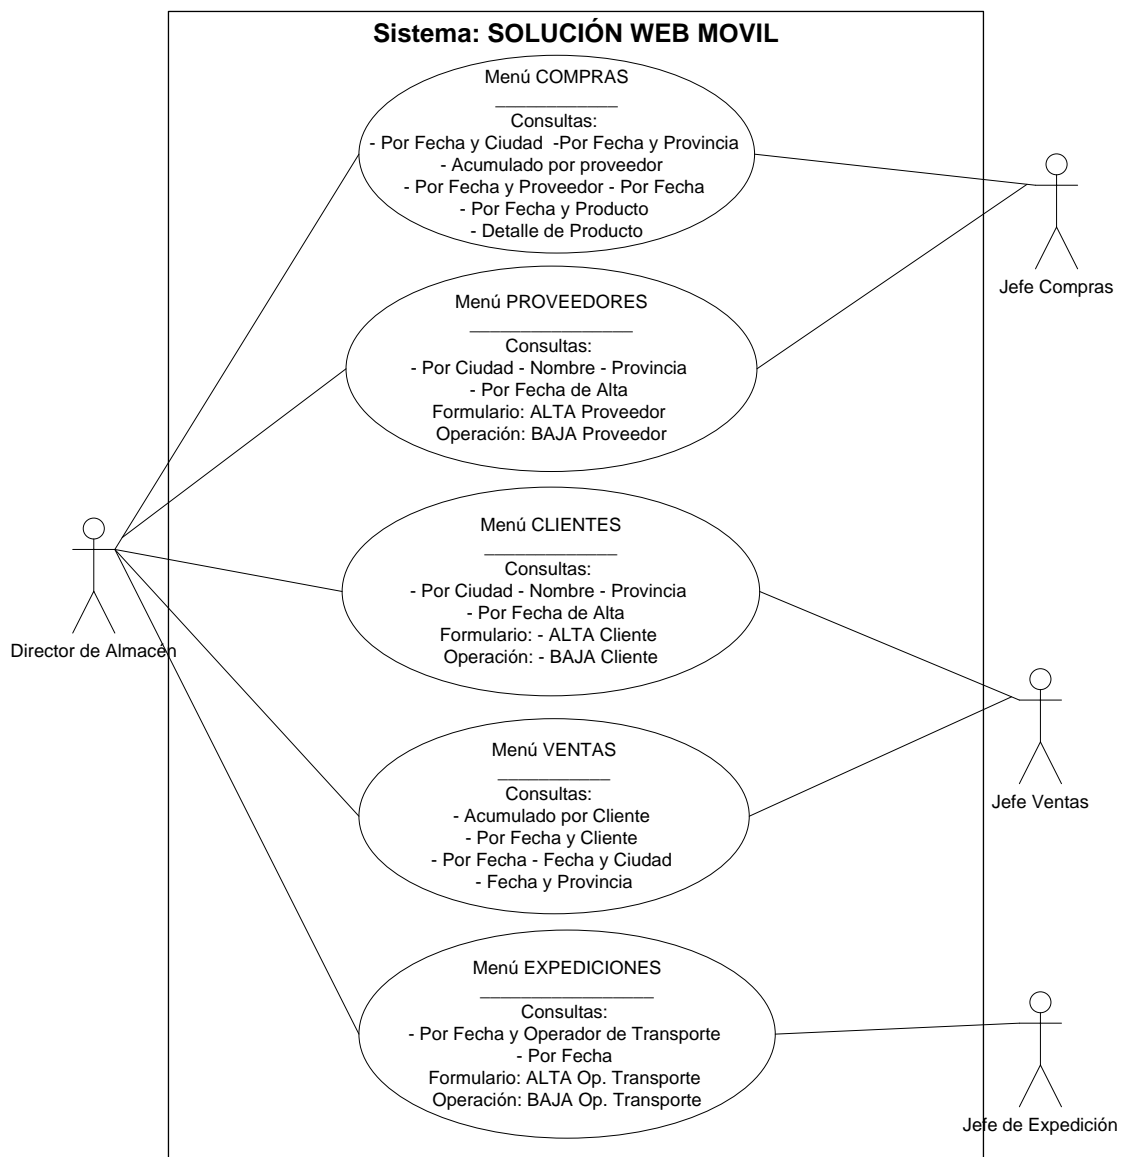 Sistema: SOLUCIÓN WEB MOVIL
Menú COMPRAS
____________
Consultas:
- Por Fecha y Ciudad -Por Fecha y Provincia
- Acumulado por proveedor
- Por Fecha y Proveedor - Por Fecha
- Por Fecha y Producto
- Detalle de Producto
Jefe Compras
Menú PROVEEDORES
________________
Consultas:
- Por Ciudad - Nombre - Provincia
- Por Fecha de Alta
Formulario: ALTA Proveedor
Operación: BAJA Proveedor
Menú CLIENTES
_____________
Consultas:
- Por Ciudad - Nombre - Provincia
- Por Fecha de Alta
Formulario: - ALTA Cliente
Operación: - BAJA Cliente
Director de Almacén
Menú VENTAS
___________
Consultas:
- Acumulado por Cliente
- Por Fecha y Cliente
- Por Fecha - Fecha y Ciudad
- Fecha y Provincia
Jefe Ventas
Menú EXPEDICIONES
_________________
Consultas:
- Por Fecha y Operador de Transporte
- Por Fecha
Formulario: ALTA Op. Transporte
Operación: BAJA Op. Transporte
Jefe de Expedición